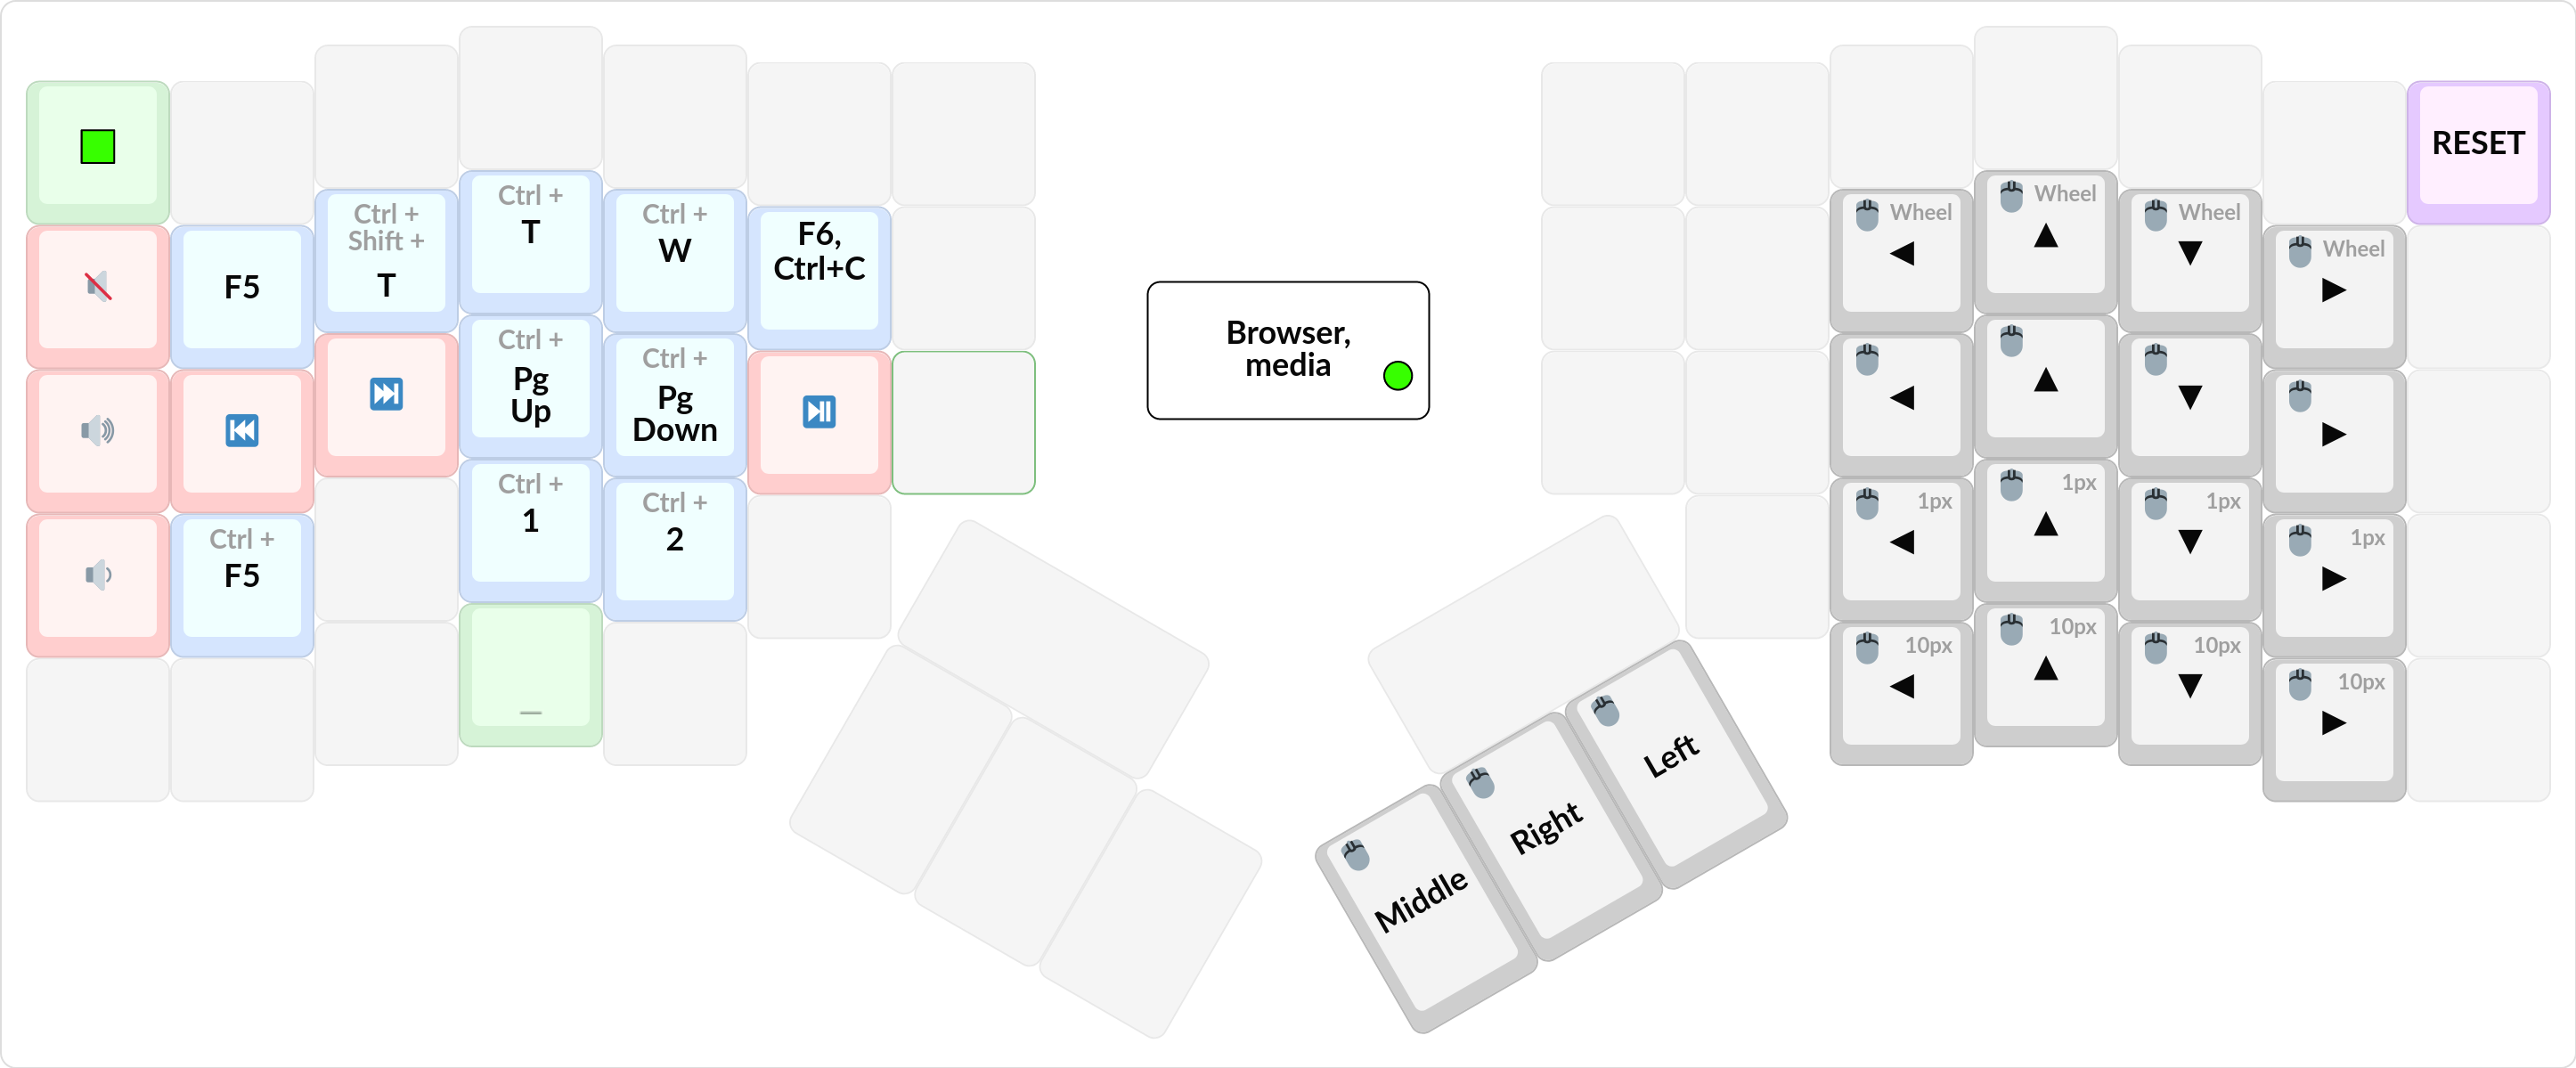 RESET
F5
Ctrl +
Shift +
T
Ctrl +
T
Ctrl +
W
F6,
Ctrl+C
Ctrl +
Pg
Up
Ctrl +
Pg
Down
Ctrl +
F5
Ctrl +
1
Ctrl +
2
_
Browser,
media
Wheel
Wheel
Wheel
Wheel
1px
1px
1px
1px
10px
10px
10px
10px
Middle
Right
Left